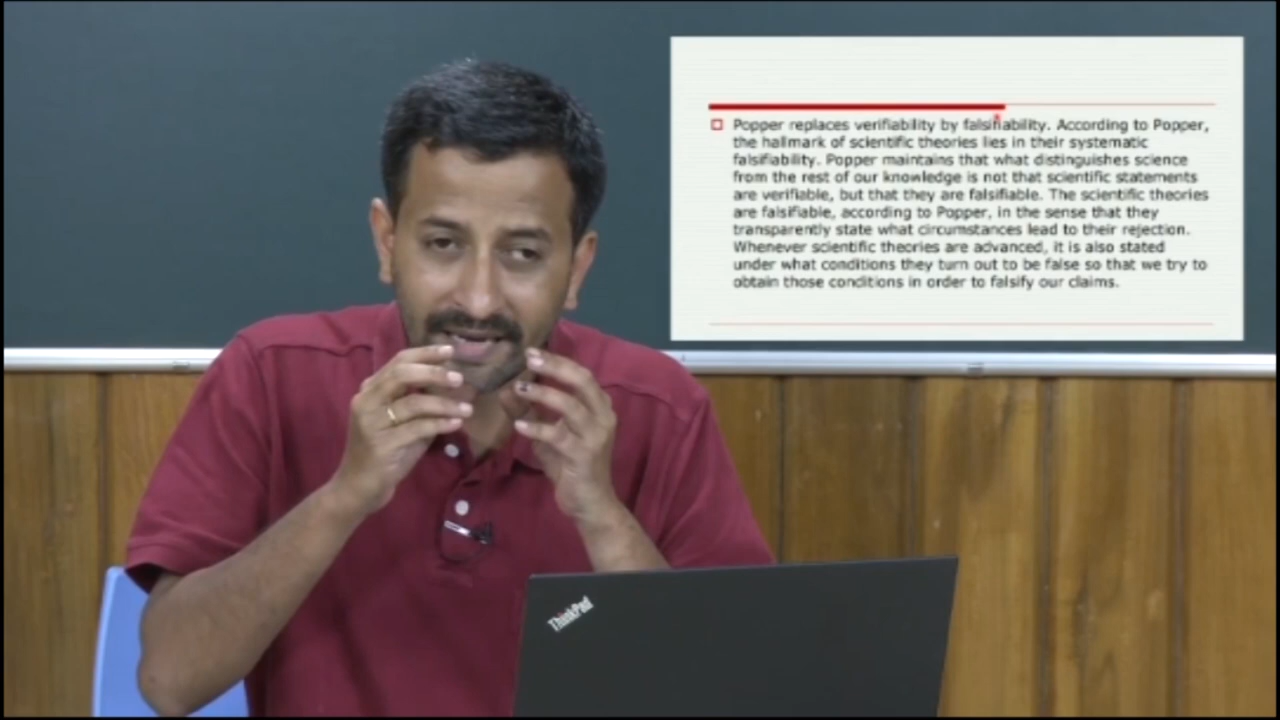 Popper replaces verifiability by falsifiability. According to Popper,
the hallmark of scientific theories lies in their systematic
falsifiability. Popper maintains that what distinguishes science
from the rest of our knowledge is not that scientific statements
are verifiable, but that they are falsifiable. The scientific theories
are falsifiable, according to Popper, in the sense that they
transparently state what circumstances lead to their rejection.
Whenever scientific theories are advanced, it is also stated
under what conditions they turn out to be false so that we try to
obtain those conditions in order to falsify our claims.
ThinkPad